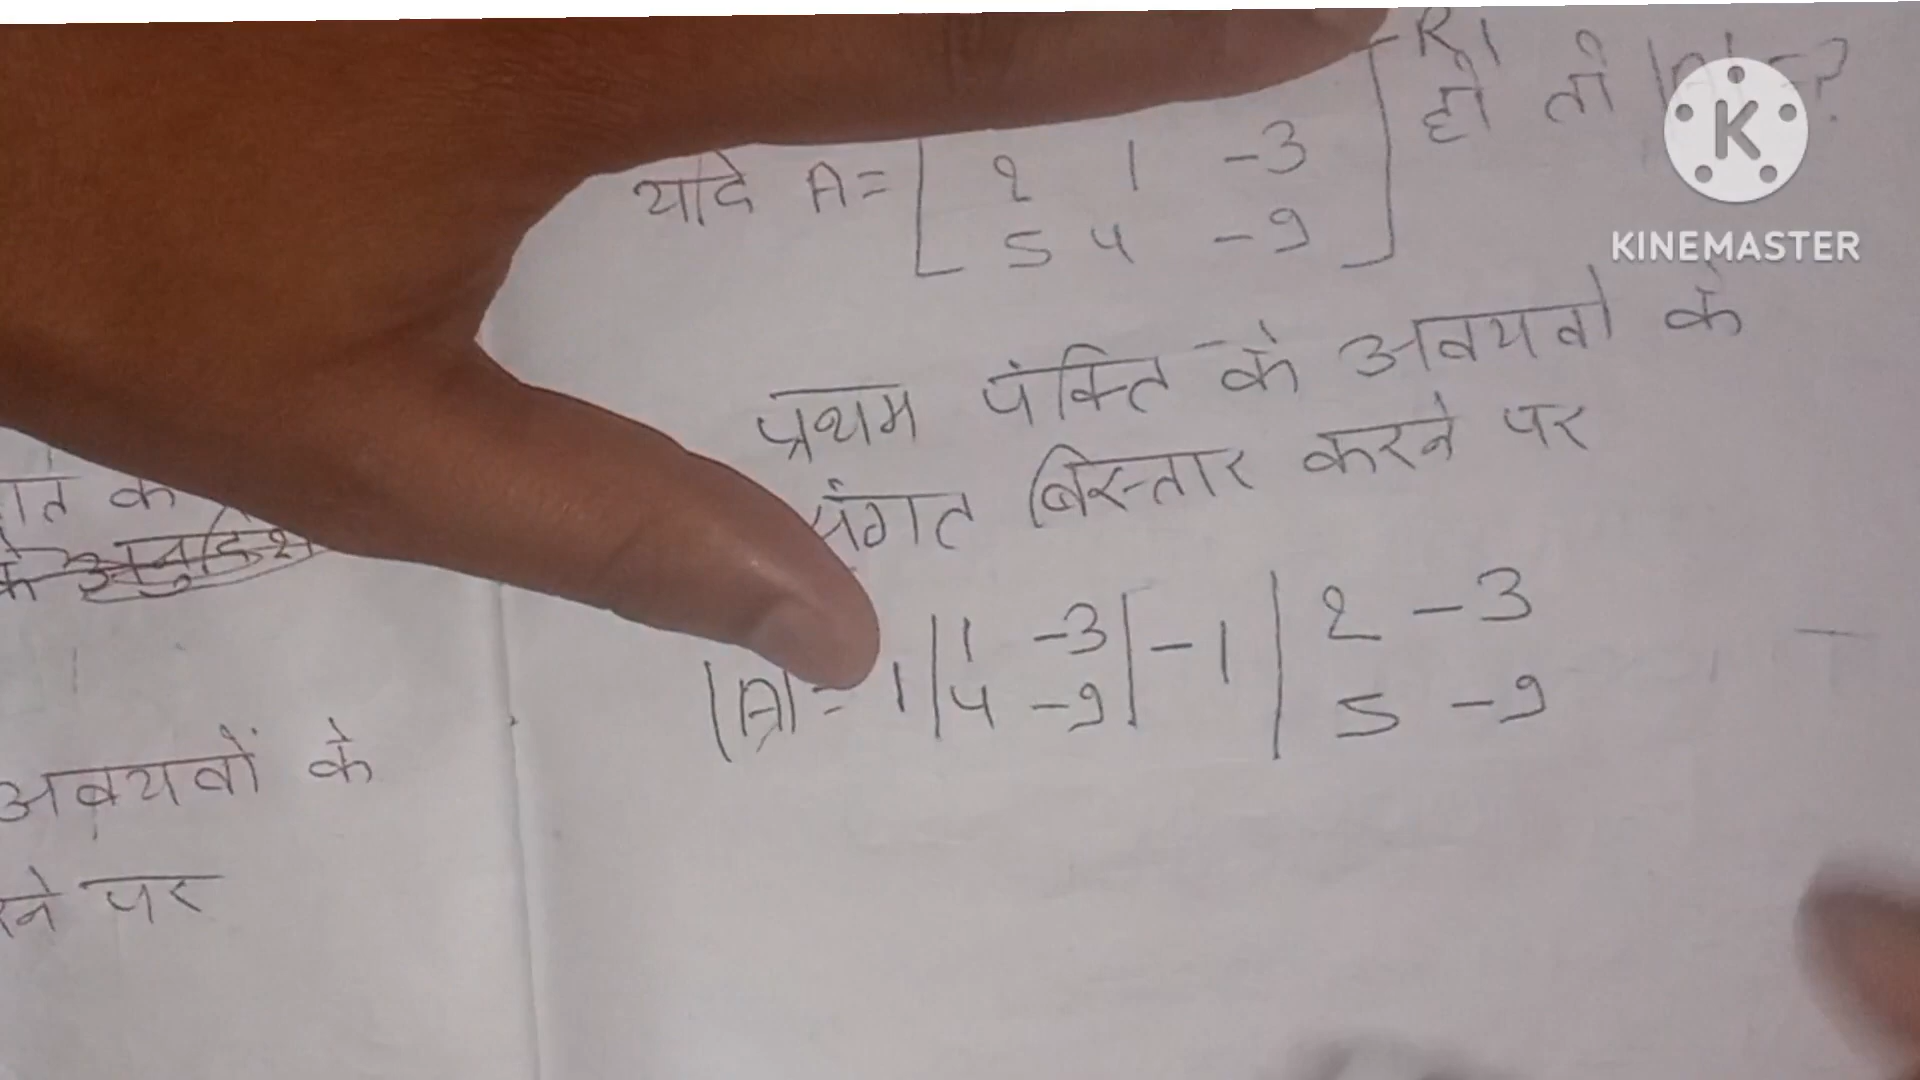 R1
यदि A = [ 2 1 -3 ] हो तो = ?
5 4 -9
KINEMASTER
प्रथम पंक्ति के अवयवो के
संगत बिस्तार करने पर
|A| = 1 | 1 -3 | - 1 | 2 -3
4 -9 | 5 -9
के अनुदिश
अवयवों के
पर